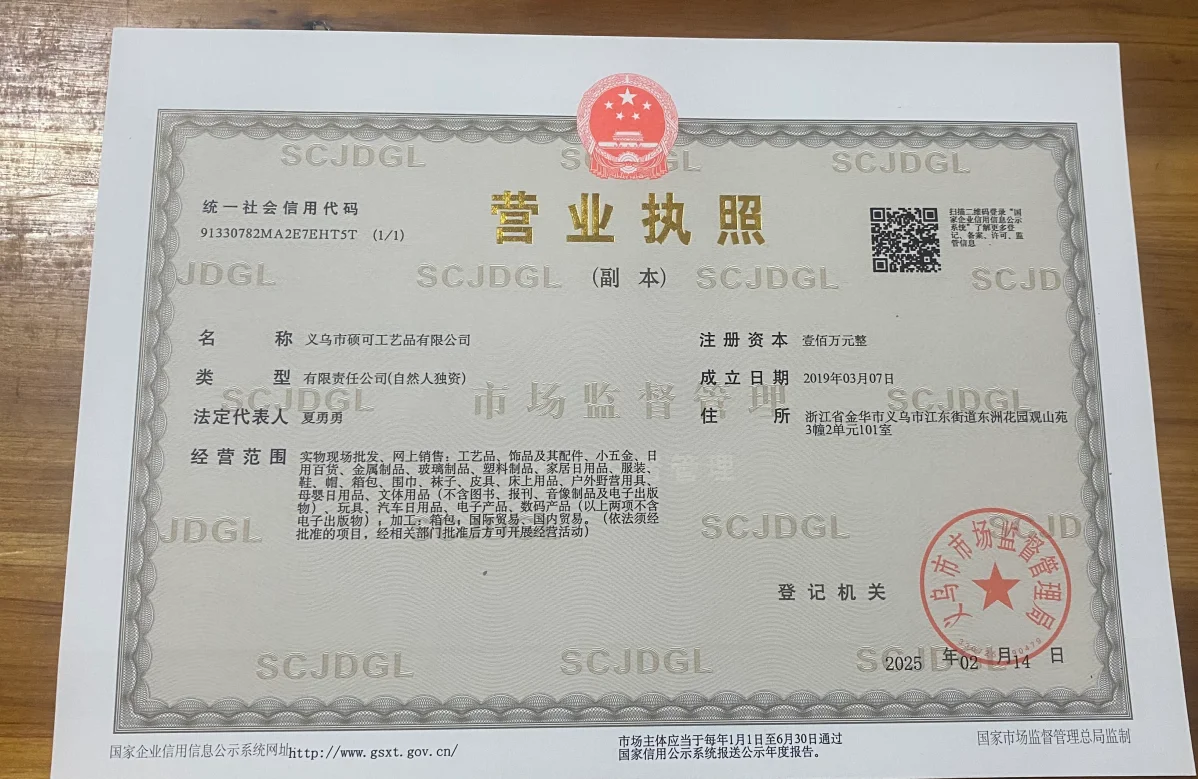 SCJDGL
SCJDGL
SCJDGL
统一社会信用代码
91330782MA2E7EHT5T (1/1)
营业执照
(副 本)
扫描二维码登录“国
家企业信用信息公示
系统”了解更多登
记、备案、许可、监
管信息
JDGL
SCJDGL
SCJDGL
SCJD
名 称 义乌市硕可工艺品有限公司
类 型 有限责任公司(自然人独资)
法定代表人 夏勇勇
经营范围 实物现场批发、网上销售:工艺品、饰品及其配件、小五金、日
用百货、金属制品、玻璃制品、塑料制品、家居日用品、服装、
鞋、帽、箱包、围巾、袜子、皮具、床上用品、户外野营用具、
母婴日用品、文体用品(不含图书、报刊、音像制品及电子出版
物)、玩具、汽车日用品、电子产品、数码产品(以上两项不含
电子出版物);加工:箱包;国际贸易、国内贸易。(依法须经
批准的项目,经相关部门批准后方可开展经营活动)
注册资本 壹佰万元整
成立日期 2019年03月07日
住 所 浙江省金华市义乌市江东街道东洲花园观山苑
3幢2单元101室
SCJDGL
市场监督管理
SCJDGL
管理
JDGL
SCJDGL
SCJD
登记机关
义乌市市场监督管理局
2025 年 02 月 14 日
SCJDGL
SCJDGL
SCJDGL
国家企业信用信息公示系统网址http://www.gsxt.gov.cn/
市场主体应当于每年1月1日至6月30日通过
国家信用公示系统报送公示年度报告。
国家市场监督管理总局监制